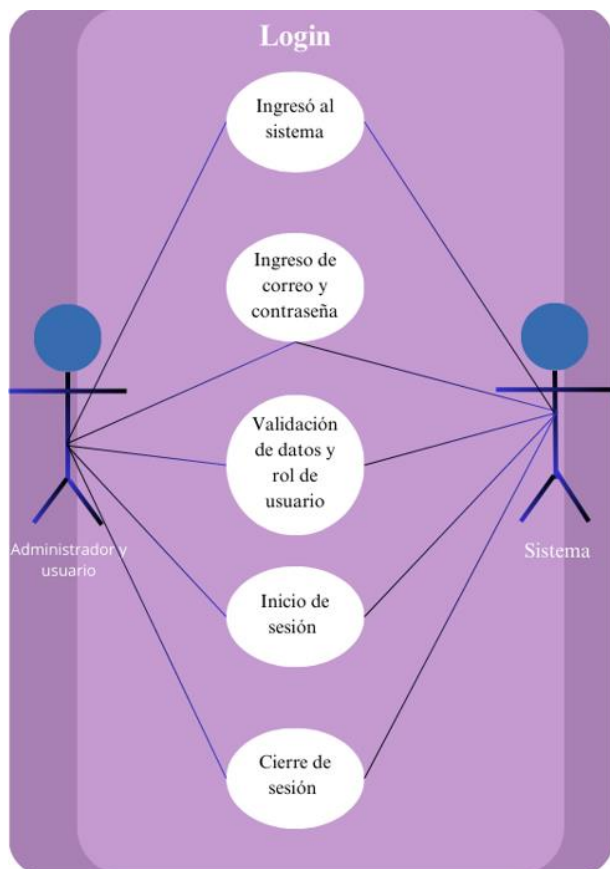 Login
Ingresó al
sistema
Ingreso de
correo y
contraseña
Validación
de datos y
rol de
usuario
Administrador y
usuario
Sistema
Inicio de
sesión
Cierre de
sesión